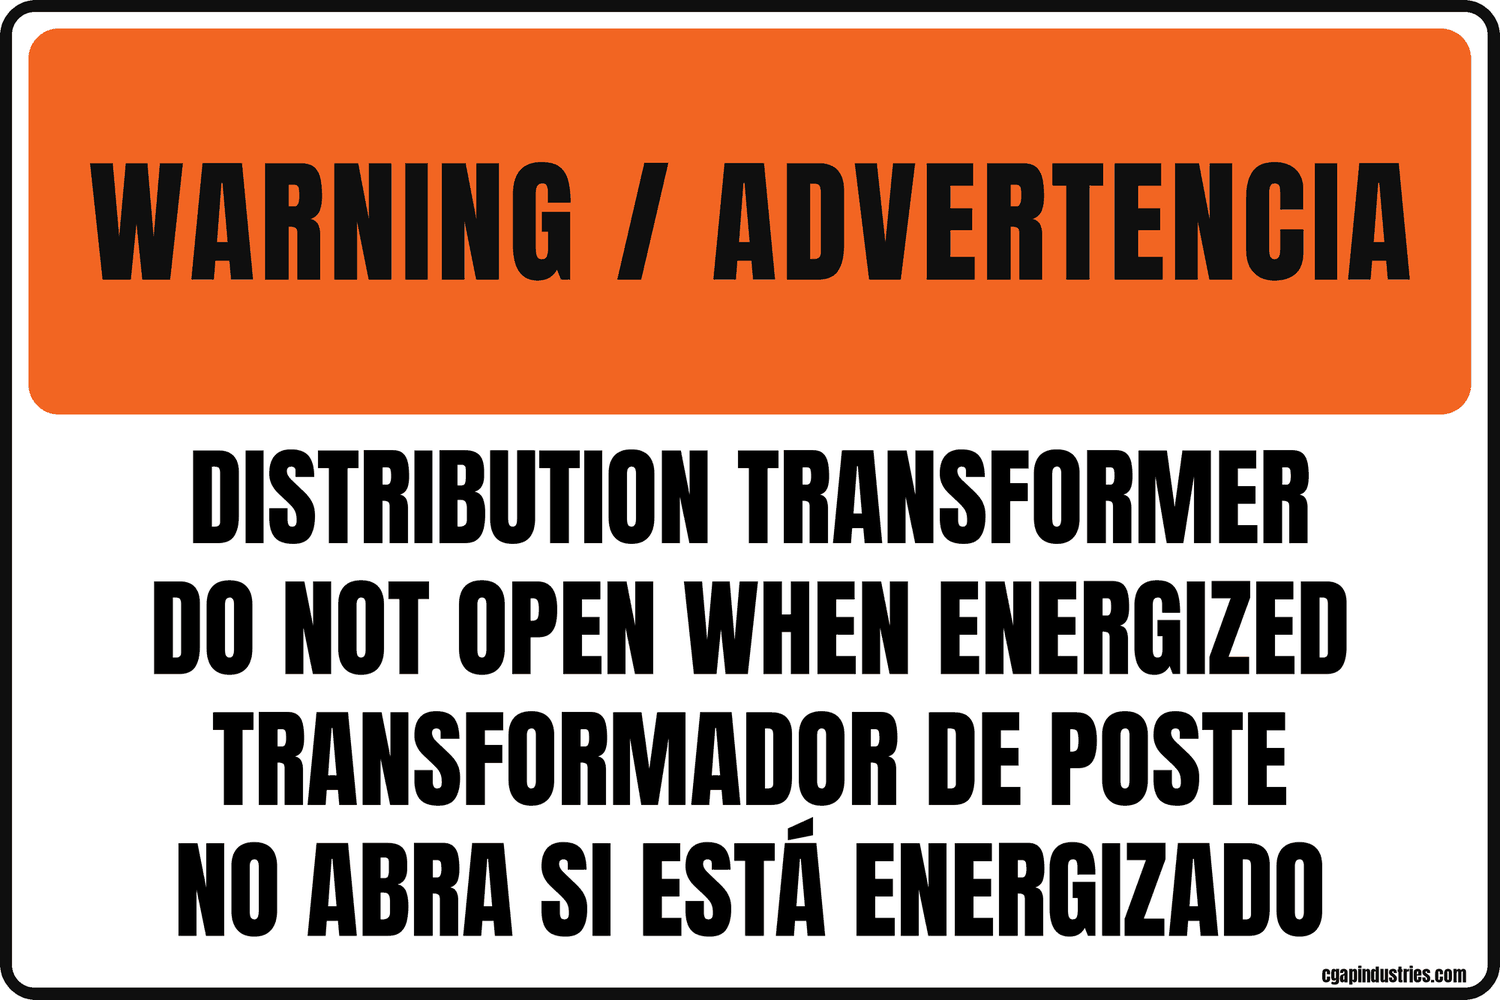 WARNING / ADVERTENCIA
DISTRIBUTION TRANSFORMER
DO NOT OPEN WHEN ENERGIZED
TRANSFORMADOR DE POSTE
NO ABRA SI ESTÁ ENERGIZADO
cgapindustries.com